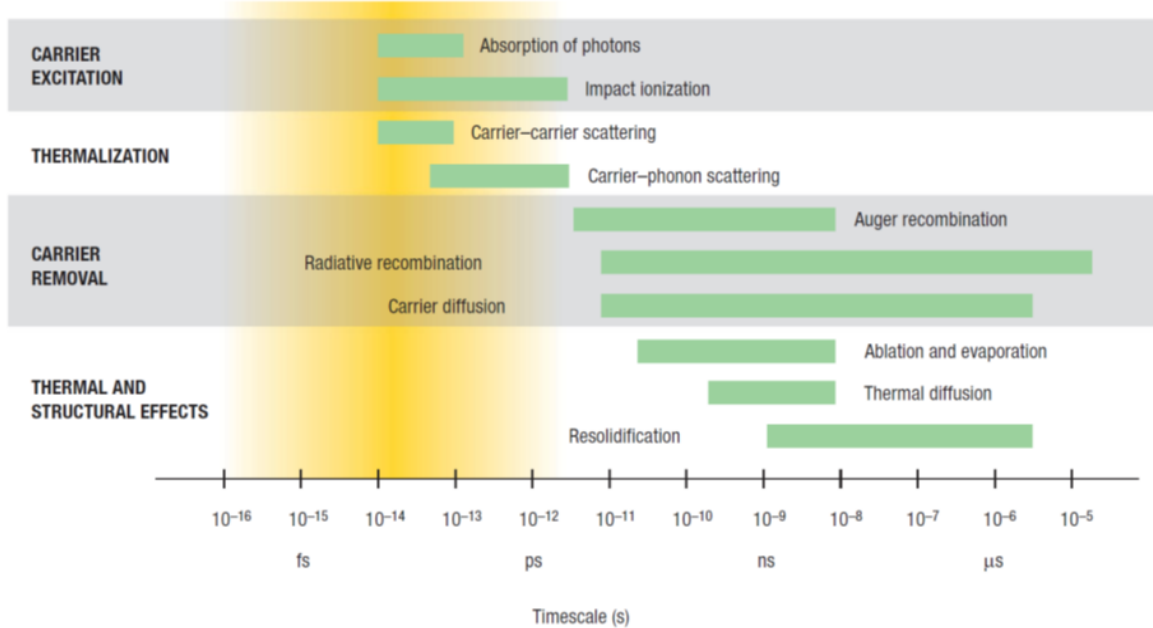 CARRIER
EXCITATION
Absorption of photons
Impact ionization
THERMALIZATION
Carrier–carrier scattering
Carrier–phonon scattering
CARRIER
REMOVAL
Auger recombination
Radiative recombination
Carrier diffusion
THERMAL AND
STRUCTURAL EFFECTS
Ablation and evaporation
Thermal diffusion
Resolidification
10⁻¹⁶ 10⁻¹⁵ 10⁻¹⁴ 10⁻¹³ 10⁻¹² 10⁻¹¹ 10⁻¹⁰ 10⁻⁹ 10⁻⁸ 10⁻⁷ 10⁻⁶ 10⁻⁵
fs ps ns μs
Timescale (s)